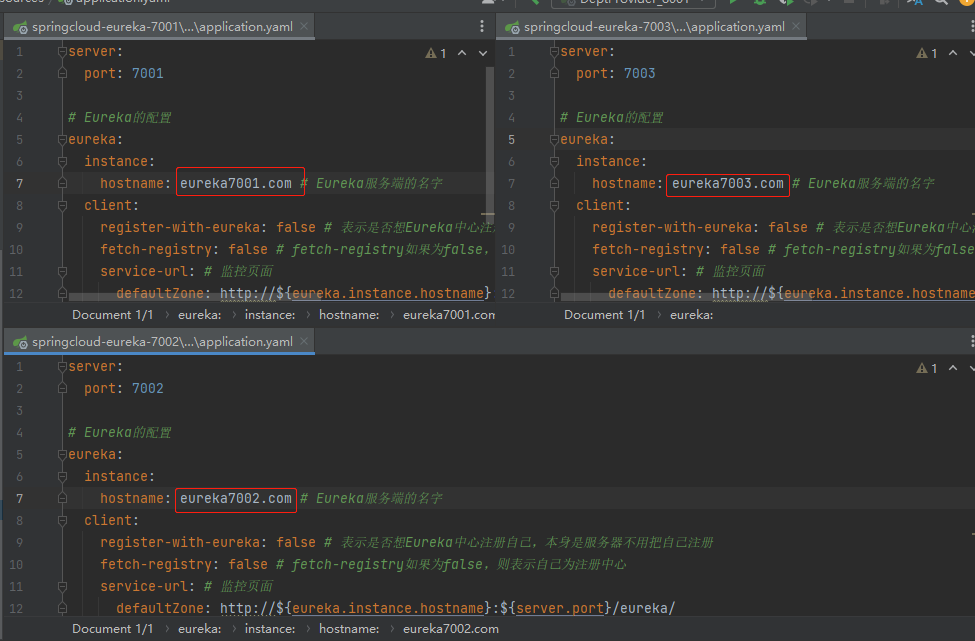 application.yaml
springcloud-eureka-7001\...\application.yaml
1
1 server:
2 port: 7001
3
4 # Eureka的配置
5 eureka:
6 instance:
7 hostname: eureka7001.com # Eureka服务端的名字
8 client:
9 register-with-eureka: false # 表示是否想Eureka中心注
10 fetch-registry: false # fetch-registry如果为false,
11 service-url: # 监控页面
12 defaultZone: http://${eureka.instance.hostname}
Document 1/1 › eureka: › instance: › hostname: › eureka7001.com
springcloud-eureka-7003\...\application.yaml
1
1 server:
2 port: 7003
3
4 # Eureka的配置
5 eureka:
6 instance:
7 hostname: eureka7003.com # Eureka服务端的名字
8 client:
9 register-with-eureka: false # 表示是否想Eureka中心
10 fetch-registry: false # fetch-registry如果为false
11 service-url: # 监控页面
12 defaultZone: http://${eureka.instance.hostname
Document 1/1 › eureka:
springcloud-eureka-7002\...\application.yaml
1
1 server:
2 port: 7002
3
4 # Eureka的配置
5 eureka:
6 instance:
7 hostname: eureka7002.com # Eureka服务端的名字
8 client:
9 register-with-eureka: false # 表示是否想Eureka中心注册自己，本身是服务器不用把自己注册
10 fetch-registry: false # fetch-registry如果为false，则表示自己为注册中心
11 service-url: # 监控页面
12 defaultZone: http://${eureka.instance.hostname}:${server.port}/eureka/
Document 1/1 › eureka: › instance: › hostname: › eureka7002.com